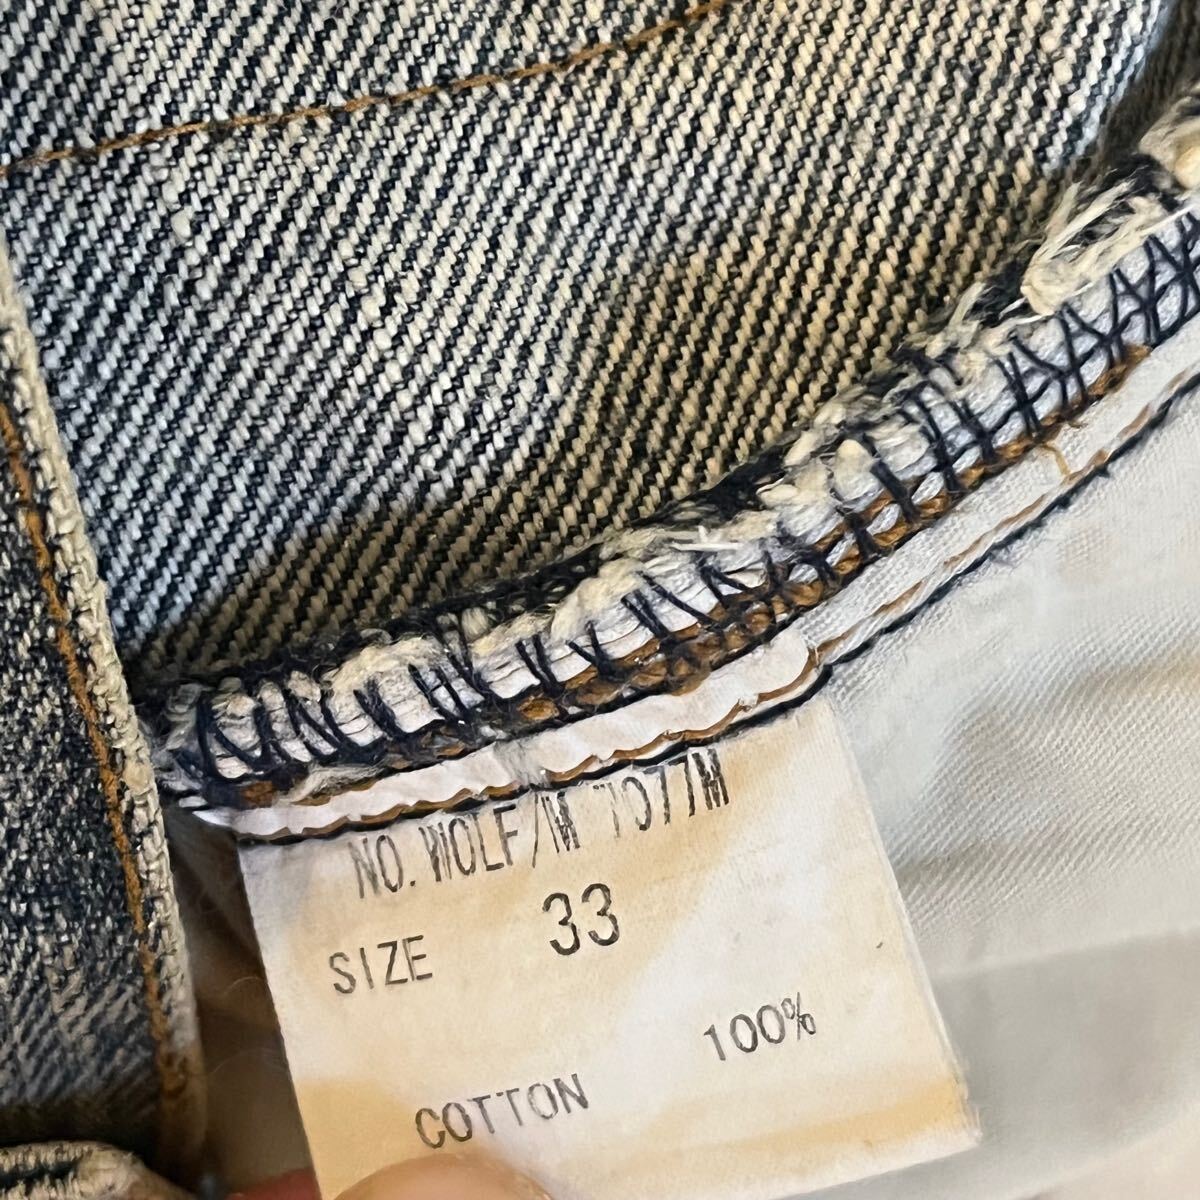 NO. WOLF/M 7077M
SIZE 33
100%
COTTON